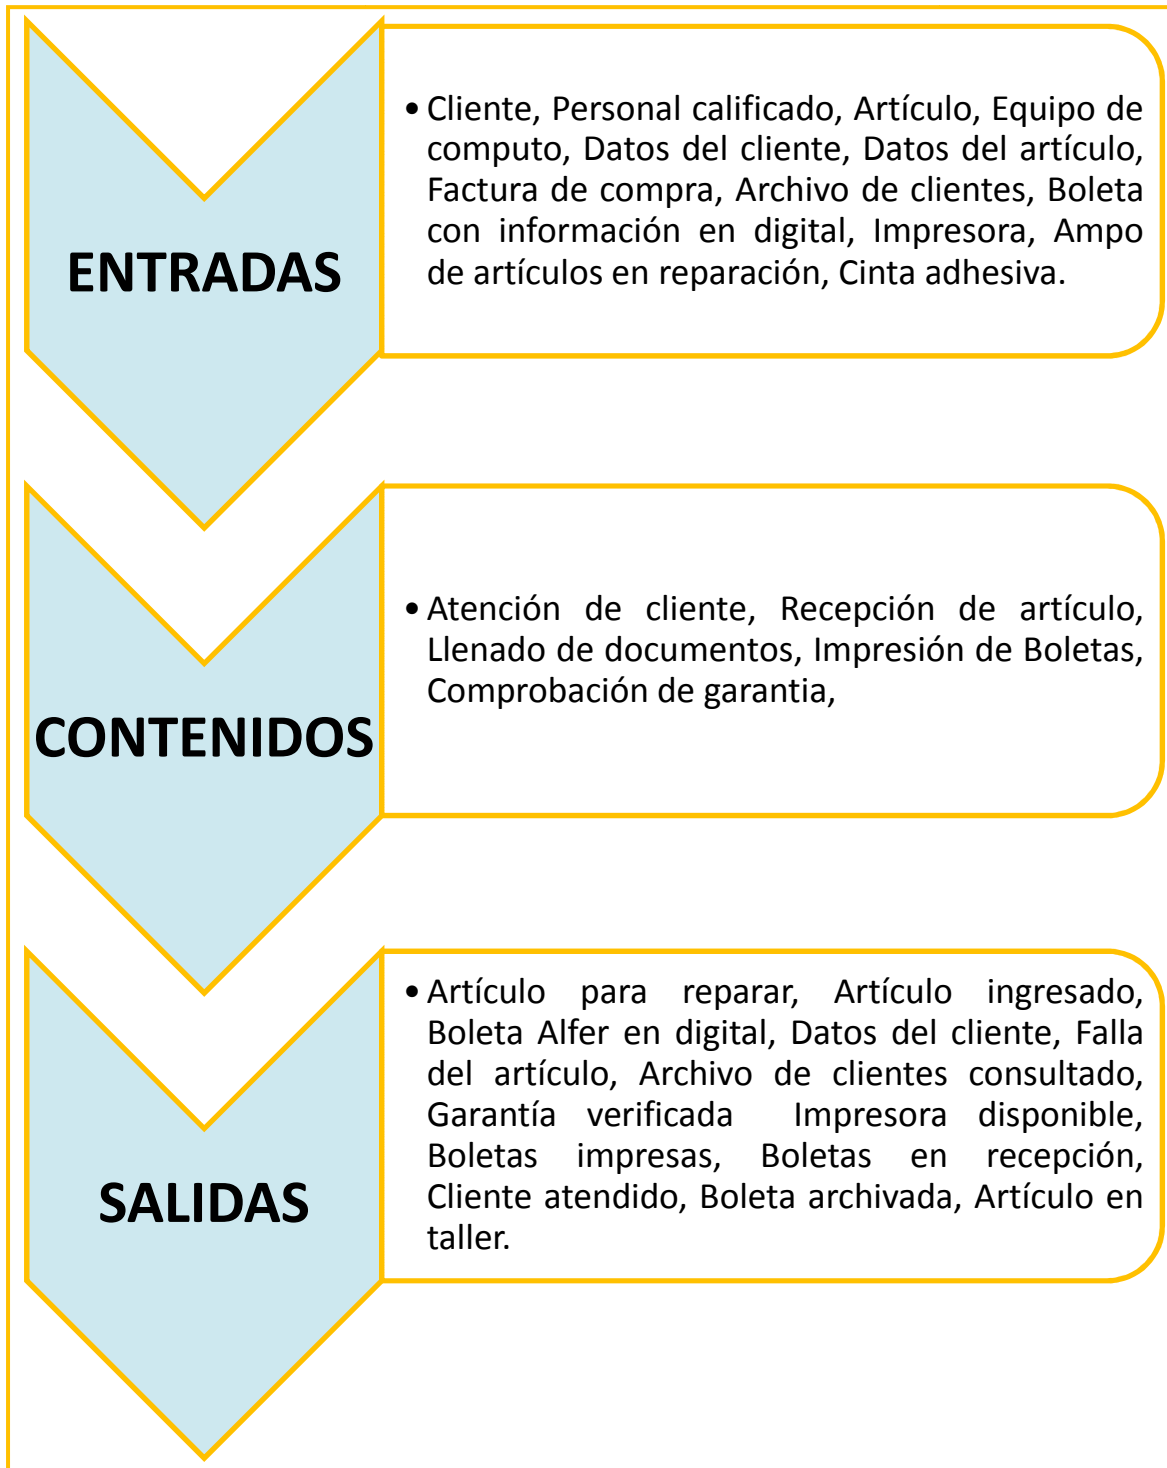 ENTRADAS
• Cliente, Personal calificado, Artículo, Equipo de
computo, Datos del cliente, Datos del artículo,
Factura de compra, Archivo de clientes, Boleta
con información en digital, Impresora, Ampo
de artículos en reparación, Cinta adhesiva.
CONTENIDOS
• Atención de cliente, Recepción de artículo,
Llenado de documentos, Impresión de Boletas,
Comprobación de garantia,
SALIDAS
• Artículo para reparar, Artículo ingresado,
Boleta Alfer en digital, Datos del cliente, Falla
del artículo, Archivo de clientes consultado,
Garantía verificada Impresora disponible,
Boletas impresas, Boletas en recepción,
Cliente atendido, Boleta archivada, Artículo en
taller.